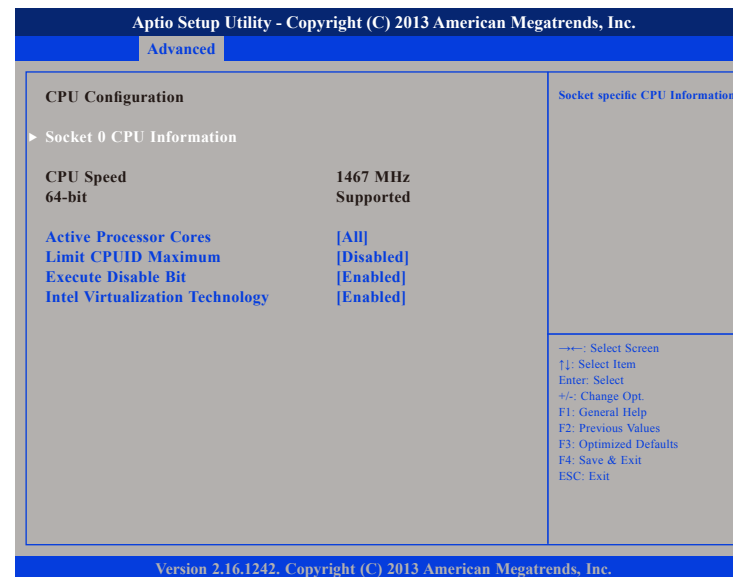 Aptio Setup Utility - Copyright (C) 2013 American Megatrends, Inc.
Advanced
CPU Configuration
► Socket 0 CPU Information
CPU Speed 1467 MHz
64-bit Supported
Active Processor Cores [All]
Limit CPUID Maximum [Disabled]
Execute Disable Bit [Enabled]
Intel Virtualization Technology [Enabled]
Socket specific CPU Information
→←: Select Screen
↑↓: Select Item
Enter: Select
+/-: Change Opt.
F1: General Help
F2: Previous Values
F3: Optimized Defaults
F4: Save & Exit
ESC: Exit
Version 2.16.1242. Copyright (C) 2013 American Megatrends, Inc.